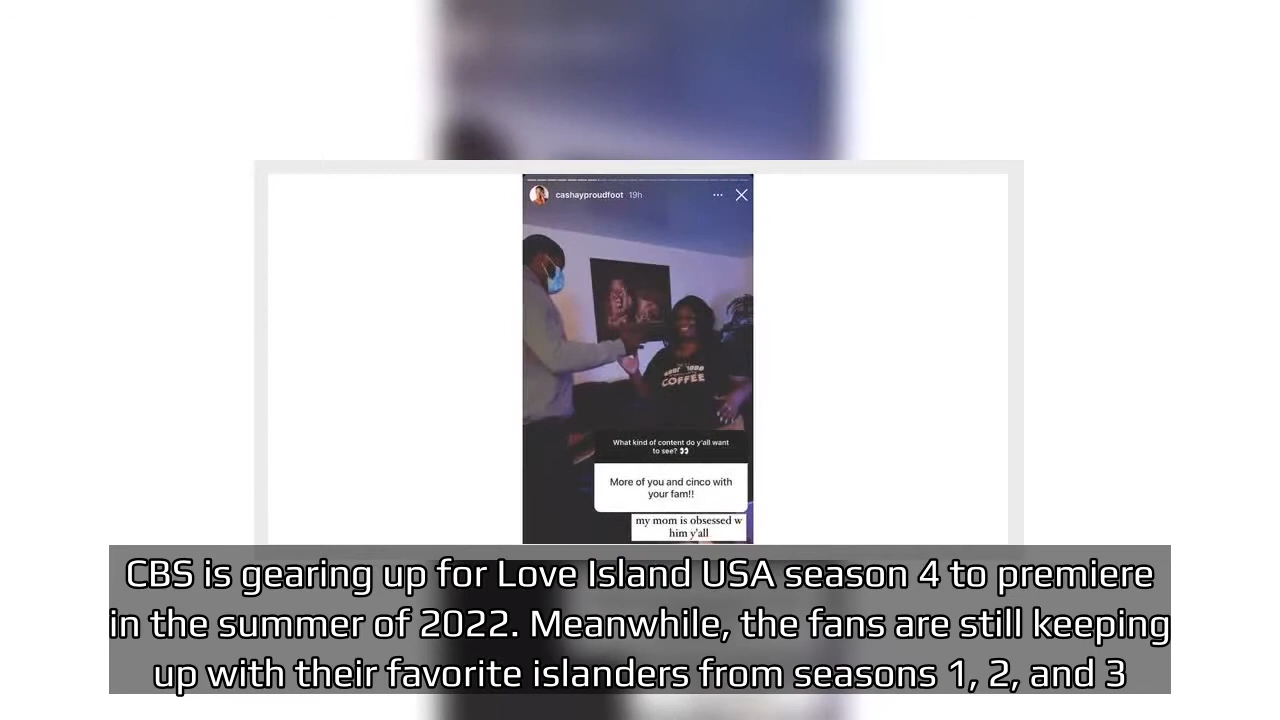 cashayproudfoot 19h
COFFEE
What kind of content do y'all want
to see? 👀
More of you and cinco with
your fam!!
my mom is obsessed w
him y'all
CBS is gearing up for Love Island USA season 4 to premiere
in the summer of 2022. Meanwhile, the fans are still keeping
up with their favorite islanders from seasons 1, 2, and 3